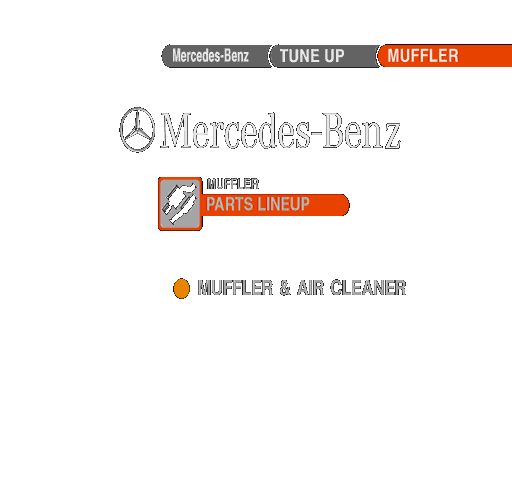 Mercedes-Benz TUNE UP MUFFLER
Mercedes-Benz
MUFFLER
PARTS LINEUP
MUFFLER & AIR CLEANER